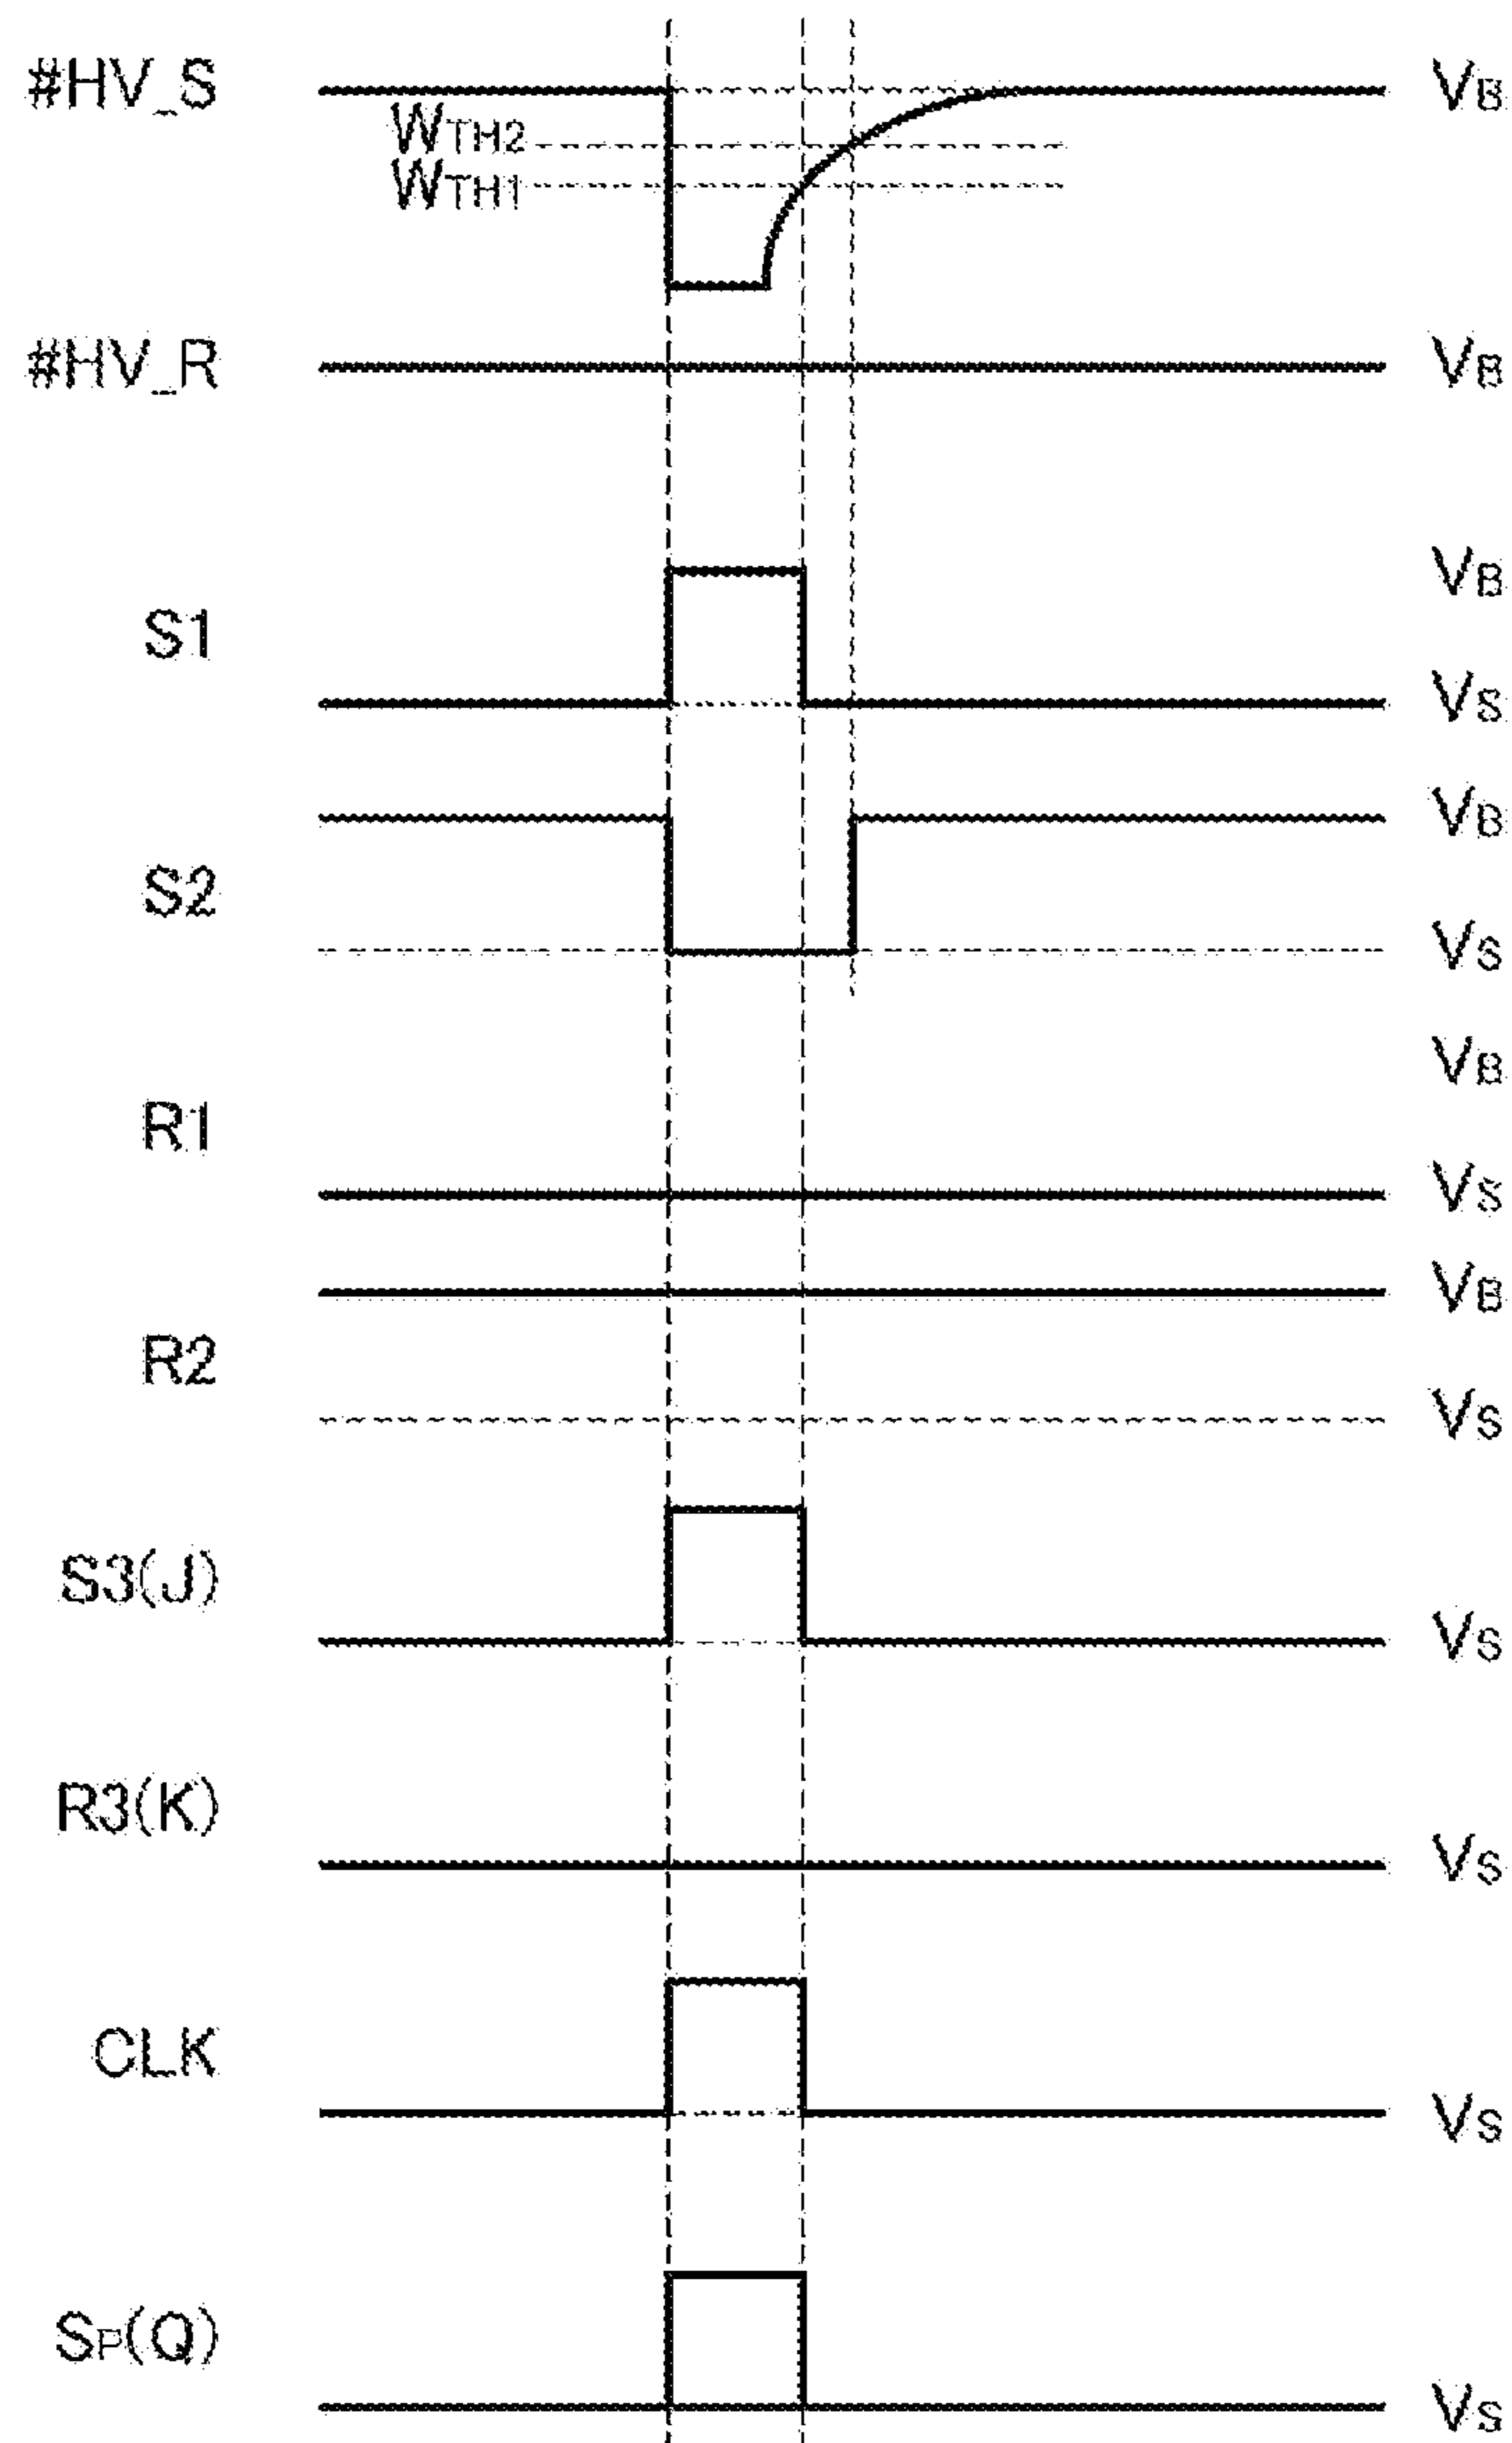 #HV_S VB
WTH2
WTH1
#HV_R VB
VB
S1
VS
VB
S2
VS
VB
R1
VS
VB
R2
VS
S3(J)
VS
R3(K)
VS
CLK
VS
SP(Q)
VS